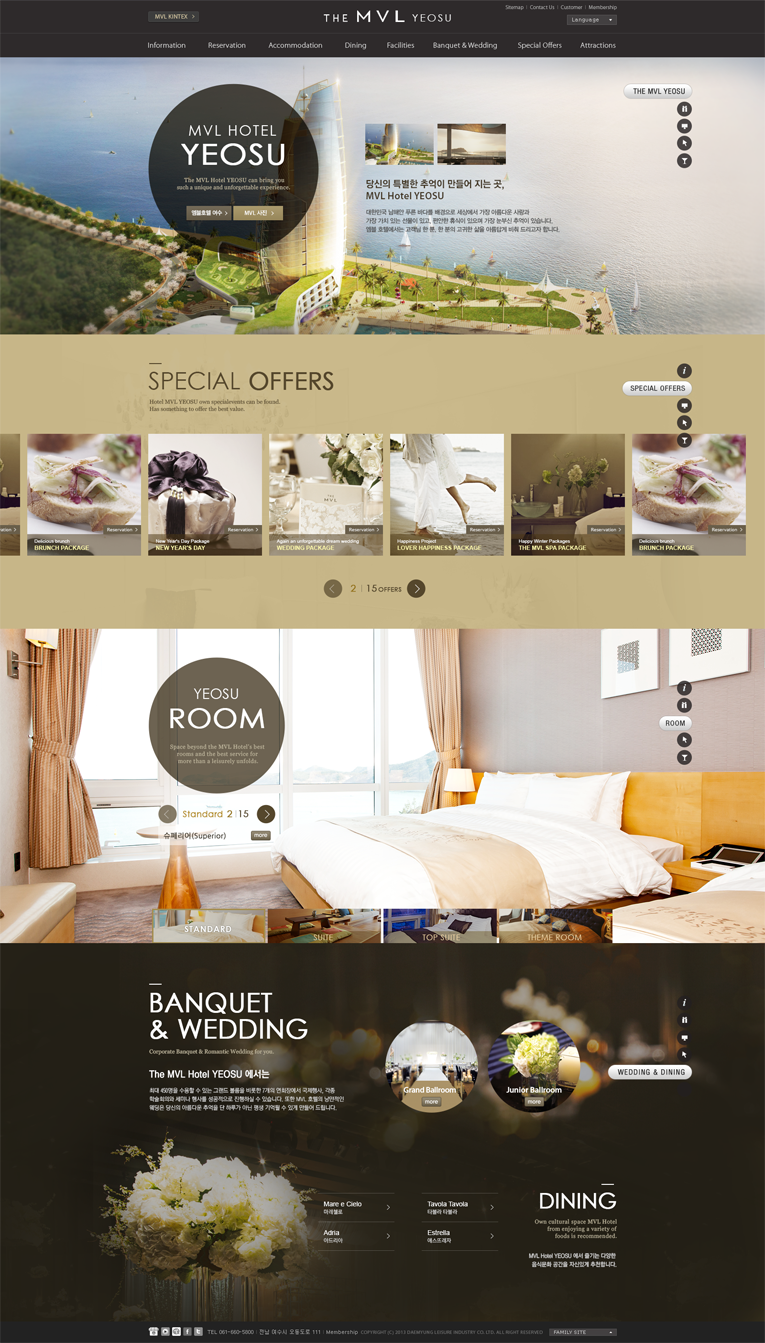 MVL KINTEX
THE MVL YEOSU
Sitemap | Contact Us | Customer | Membership
Language
Information Reservation Accommodation Dining Facilities Banquet & Wedding Special Offers Attractions
MVL HOTEL
YEOSU
The MVL Hotel YEOSU can bring you
such a unique and unforgettable experience.
엠블호텔 여수 MVL 사진
당신의 특별한 추억이 만들어 지는 곳,
MVL Hotel YEOSU
대한민국 남해안 푸른 바다를 배경으로 세상에서 가장 아름다운 사랑과
가장 가치 있는 선물이 있고, 편안한 휴식이 있으며 가장 눈부신 추억이 있습니다.
엠블 호텔에서는 고객님 한 분, 한 분의 고귀한 삶을 아름답게 비춰 드리고자 합니다.
THE MVL YEOSU
SPECIAL OFFERS
Hotel MVL YEOSU own specialevents can be found.
Has something to offer the best value.
SPECIAL OFFERS
Reservation
Delicious brunch
BRUNCH PACKAGE
Reservation
New Year's Day Package
NEW YEAR'S DAY
THE
MVL
Reservation
Again an unforgettable dream wedding
WEDDING PACKAGE
Reservation
Happiness Project
LOVER HAPPINESS PACKAGE
Reservation
Happy Winter Packages
THE MVL SPA PACKAGE
Reservation
Delicious brunch
BRUNCH PACKAGE
2 | 15 OFFERS
YEOSU
ROOM
Space beyond the MVL Hotel's best
rooms and the best service for
more than a leisurely unfolds.
ROOM
Standard 2 | 15
슈페리어(Superior) more
STANDARD SUITE TOP SUITE THEME ROOM
BANQUET
& WEDDING
Corporate Banquet & Romantic Wedding for you.
The MVL Hotel YEOSU 에서는
최대 450명을 수용할 수 있는 그랜드 볼룸을 비롯한 7개의 연회장에서 국제행사, 각종
학술회의와 세미나 행사를 성공적으로 진행하실 수 있습니다. 또한 MVL 호텔의 낭만적인
웨딩은 당신의 아름다운 추억을 단 하루가 아닌 평생 기억될 수 있게 만들어 드립니다.
Grand Ballroom
more
Junior Ballroom
more
WEDDING & DINING
Mare e Cielo
마레첼로
Tavola Tavola
타볼라 타볼라
Adria
아드리아
Estrella
에스프레자
DINING
Own cultural space MVL Hotel
from enjoying a variety of
foods is recommended.
MVL Hotel YEOSU 에서 즐기는 다양한
음식문화 공간을 자신있게 추천합니다.
TEL 061-660-5800 | 전남 여수시 오동도로 111 | Membership COPYRIGHT (C) 2013 DAEMYUNG LEISURE INDUSTRY CO.,LTD. ALL RIGHT RESERVED
FAMILY SITE